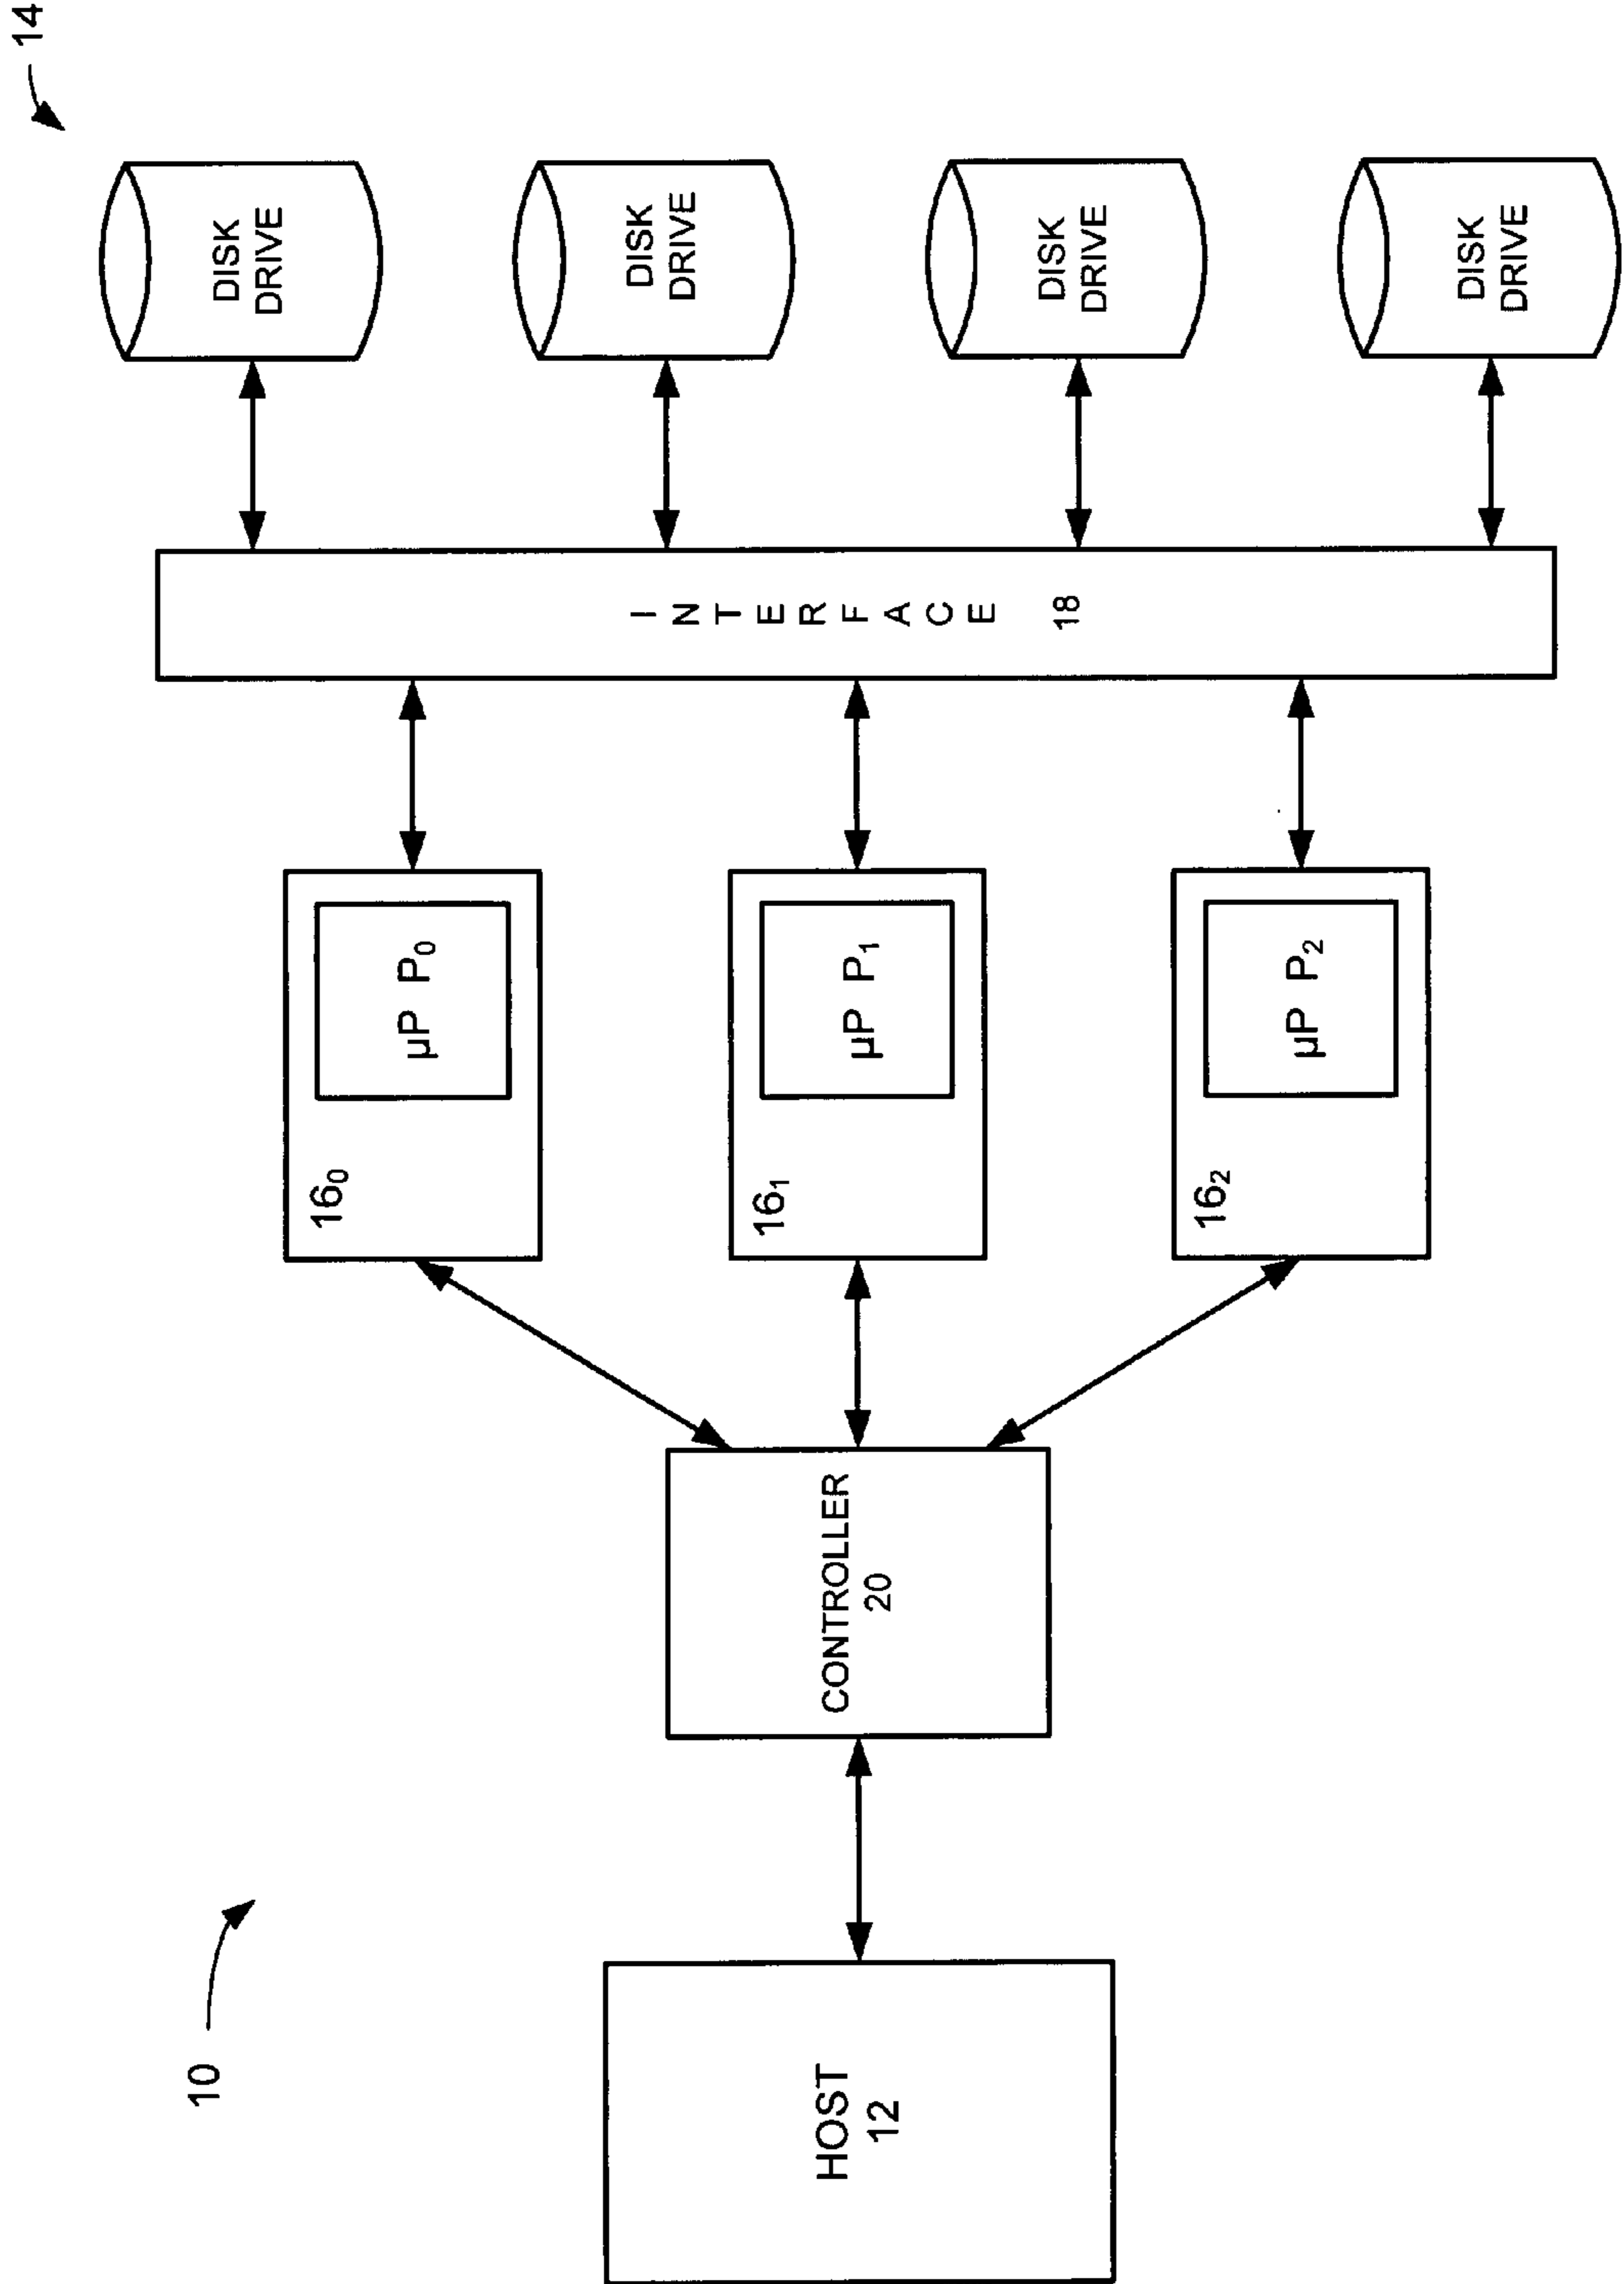 10
14
HOST
12
CONTROLLER
20
16₀
µP P₀
16₁
µP P₁
16₂
µP P₂
INTERFACE
18
DISK
DRIVE
DISK
DRIVE
DISK
DRIVE
DISK
DRIVE